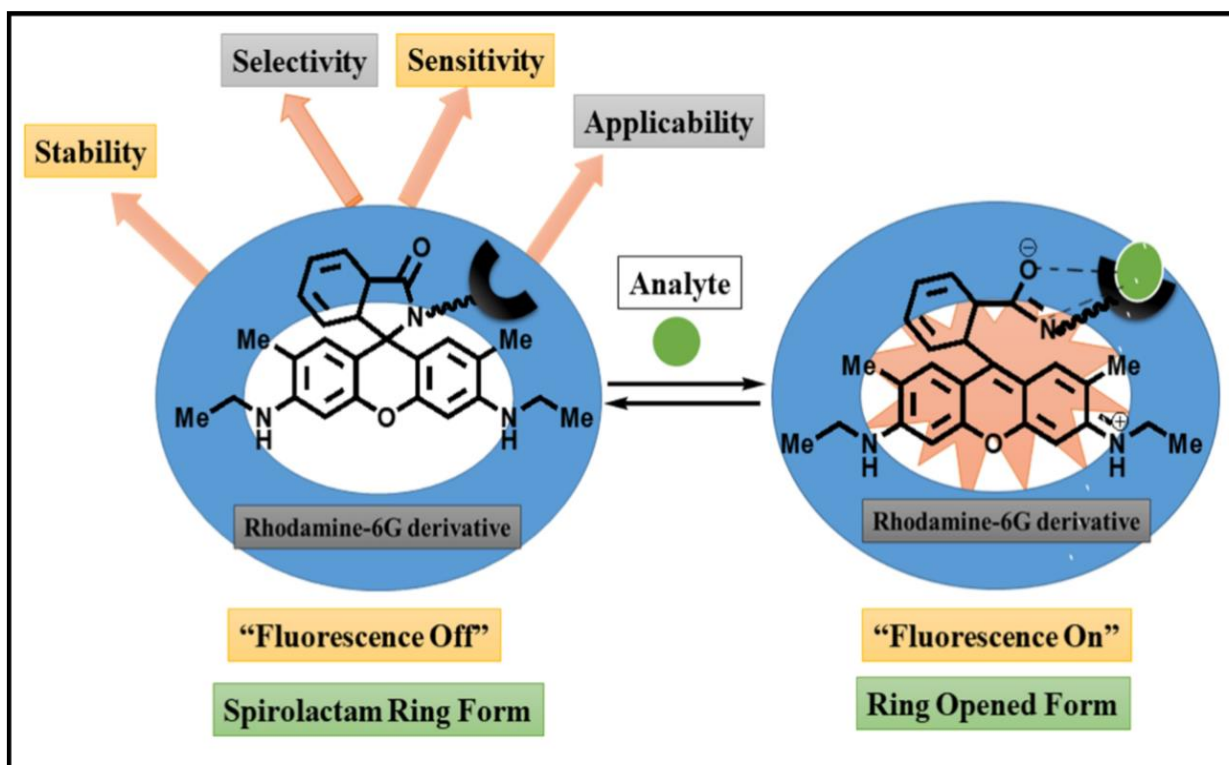 Selectivity
Sensitivity
Stability
Applicability
Analyte
O
N
Me
Me
Me
N
H
O
N
H
Me
Rhodamine-6G derivative
“Fluorescence Off”
Spirolactam Ring Form
⊖
O
N
Me
Me
Me
N
H
O
⊕
N
H
Me
Rhodamine-6G derivative
“Fluorescence On”
Ring Opened Form